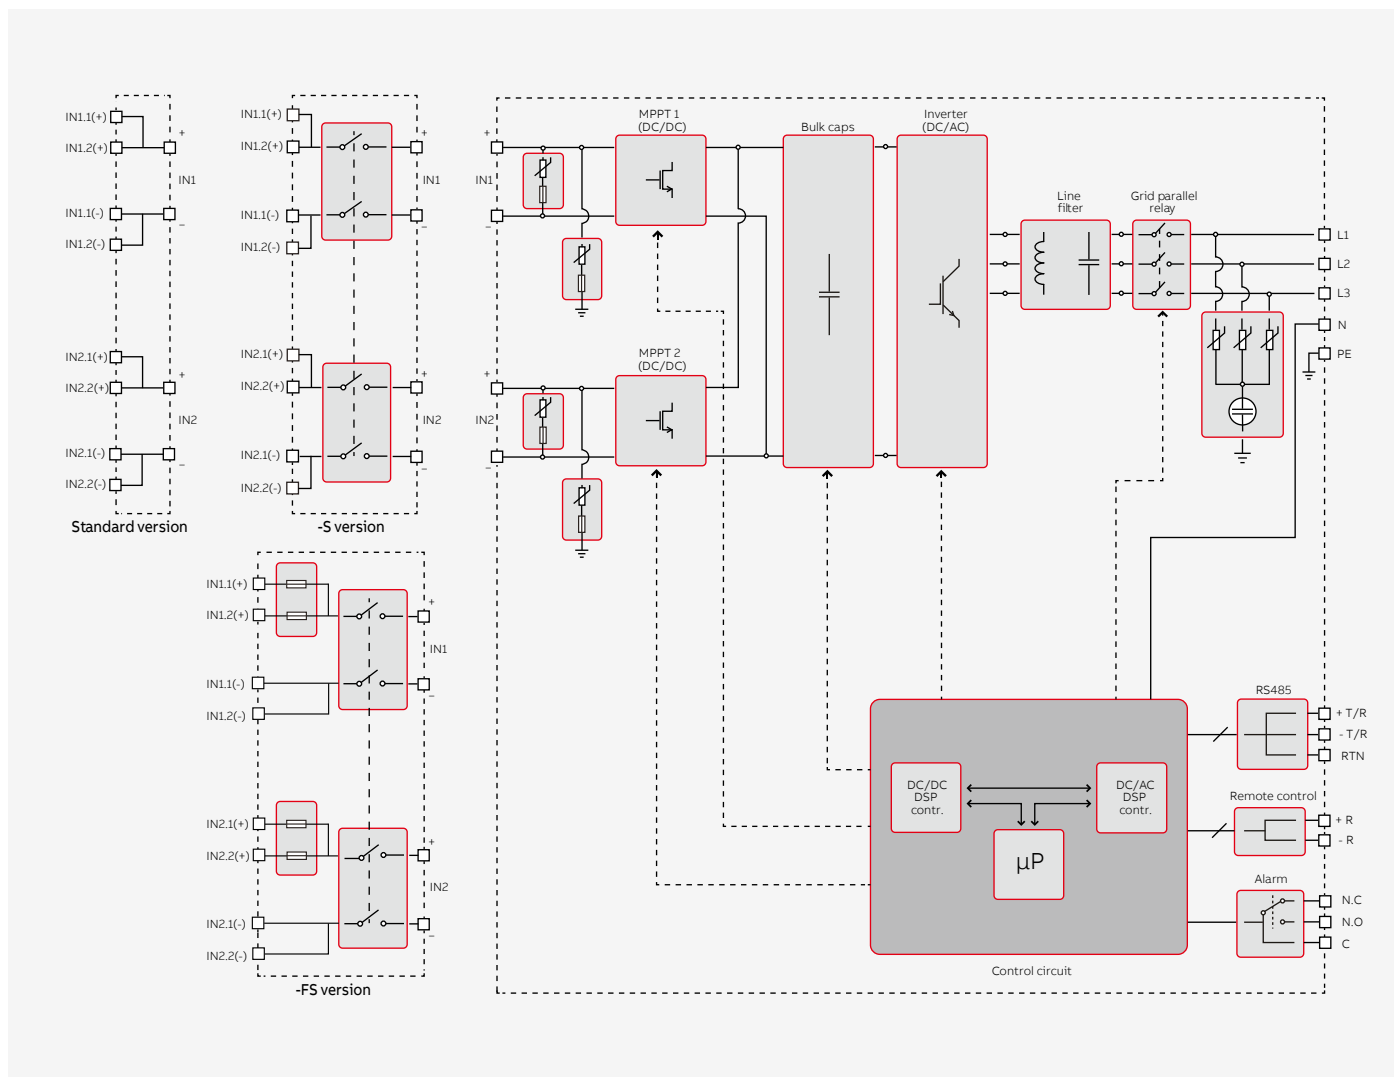 IN1.1(+)
IN1.2(+)
+
IN1
IN1.1(-)
IN1.2(-)
–
IN2.1(+)
IN2.2(+)
+
IN2
IN2.1(-)
IN2.2(-)
–
Standard version
IN1.1(+)
IN1.2(+)
+
IN1
IN1.1(-)
IN1.2(-)
–
IN2.1(+)
IN2.2(+)
+
IN2
IN2.1(-)
IN2.2(-)
–
-S version
IN1.1(+)
IN1.2(+)
+
IN1
IN1.1(-)
IN1.2(-)
–
IN2.1(+)
IN2.2(+)
+
IN2
IN2.1(-)
IN2.2(-)
–
-FS version
+
IN1
–
+
IN2
–
MPPT 1
(DC/DC)
MPPT 2
(DC/DC)
Bulk caps
Inverter
(DC/AC)
Line
filter
Grid parallel
relay
L1
L2
L3
N
PE
DC/DC
DSP
contr.
DC/AC
DSP
contr.
µP
Control circuit
RS485
+ T/R
- T/R
RTN
Remote control
+ R
- R
Alarm
N.C
N.O
C